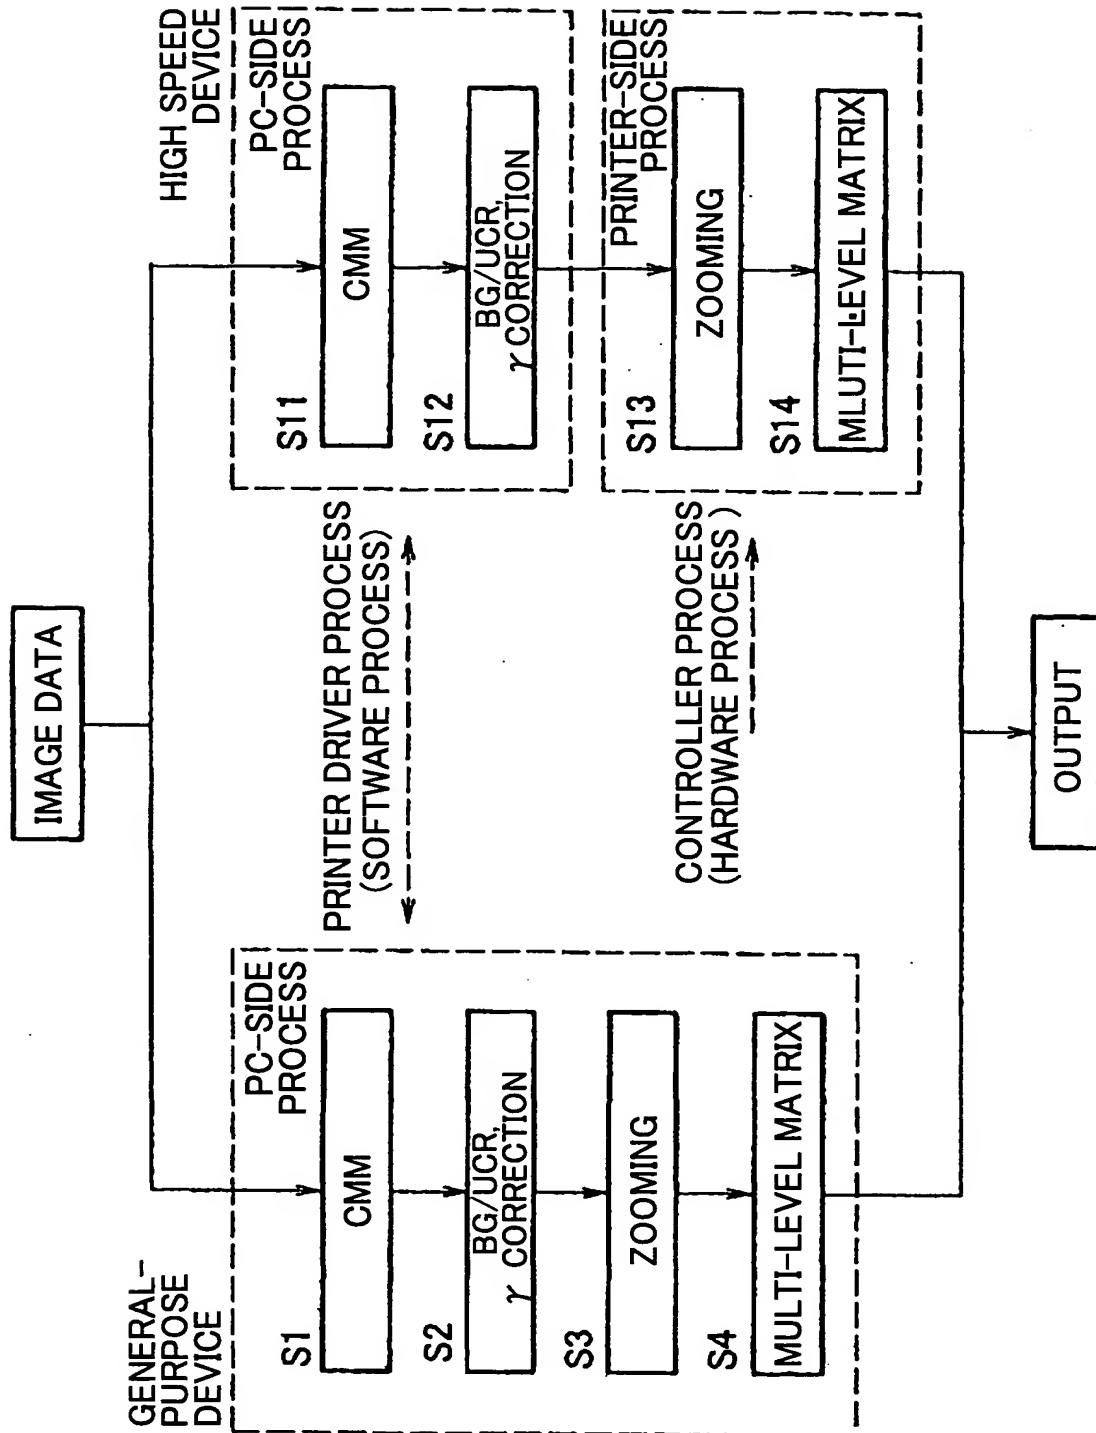 IMAGE DATA
GENERAL-
PURPOSE
DEVICE
PC-SIDE
PROCESS
S1
CMM
S2
BG/UCR,
γ CORRECTION
S3
ZOOMING
S4
MULTI-LEVEL MATRIX
PRINTER DRIVER PROCESS
(SOFTWARE PROCESS)
CONTROLLER PROCESS
(HARDWARE PROCESS)
HIGH SPEED
DEVICE
PC-SIDE
PROCESS
S11
CMM
S12
BG/UCR,
γ CORRECTION
PRINTER-SIDE
PROCESS
S13
ZOOMING
S14
MLUTI-LEVEL MATRIX
OUTPUT